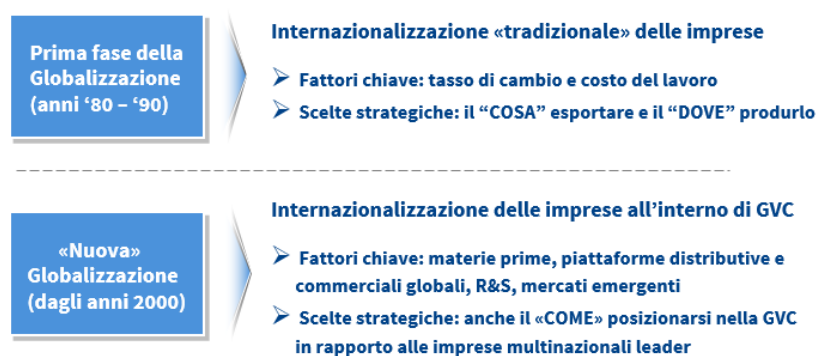 Prima fase della
Globalizzazione
(anni ‘80 – ‘90)
Internazionalizzazione «tradizionale» delle imprese
Fattori chiave: tasso di cambio e costo del lavoro
Scelte strategiche: il “COSA” esportare e il “DOVE” produrlo
«Nuova»
Globalizzazione
(dagli anni 2000)
Internazionalizzazione delle imprese all’interno di GVC
Fattori chiave: materie prime, piattaforme distributive e
commerciali globali, R&S, mercati emergenti
Scelte strategiche: anche il «COME» posizionarsi nella GVC
in rapporto alle imprese multinazionali leader